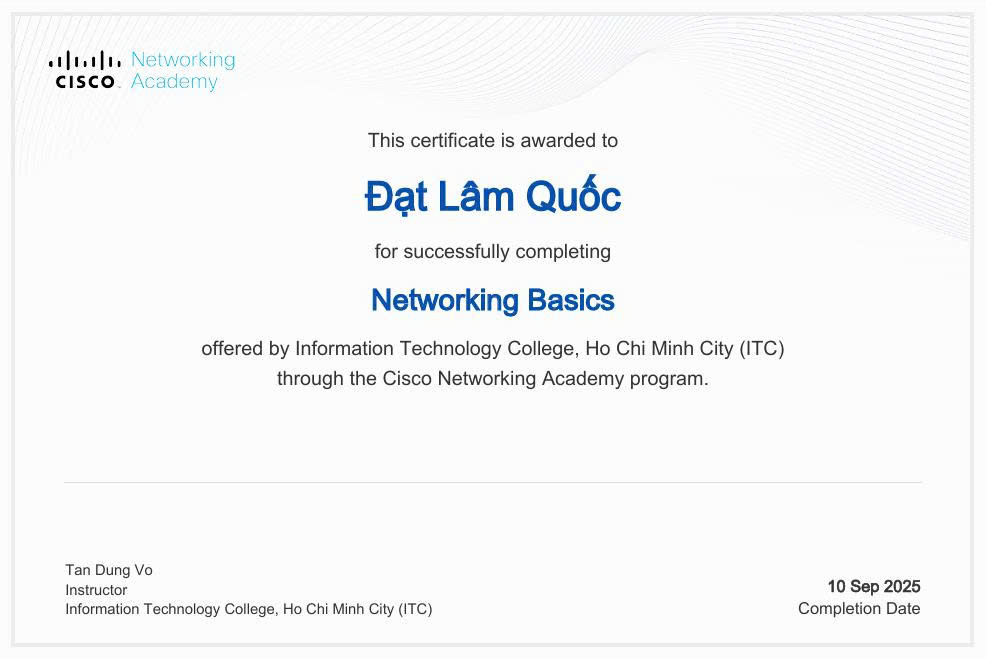 Networking
CISCO Academy
This certificate is awarded to
Đạt Lâm Quốc
for successfully completing
Networking Basics
offered by Information Technology College, Ho Chi Minh City (ITC)
through the Cisco Networking Academy program.
Tan Dung Vo
Instructor
Information Technology College, Ho Chi Minh City (ITC)
10 Sep 2025
Completion Date